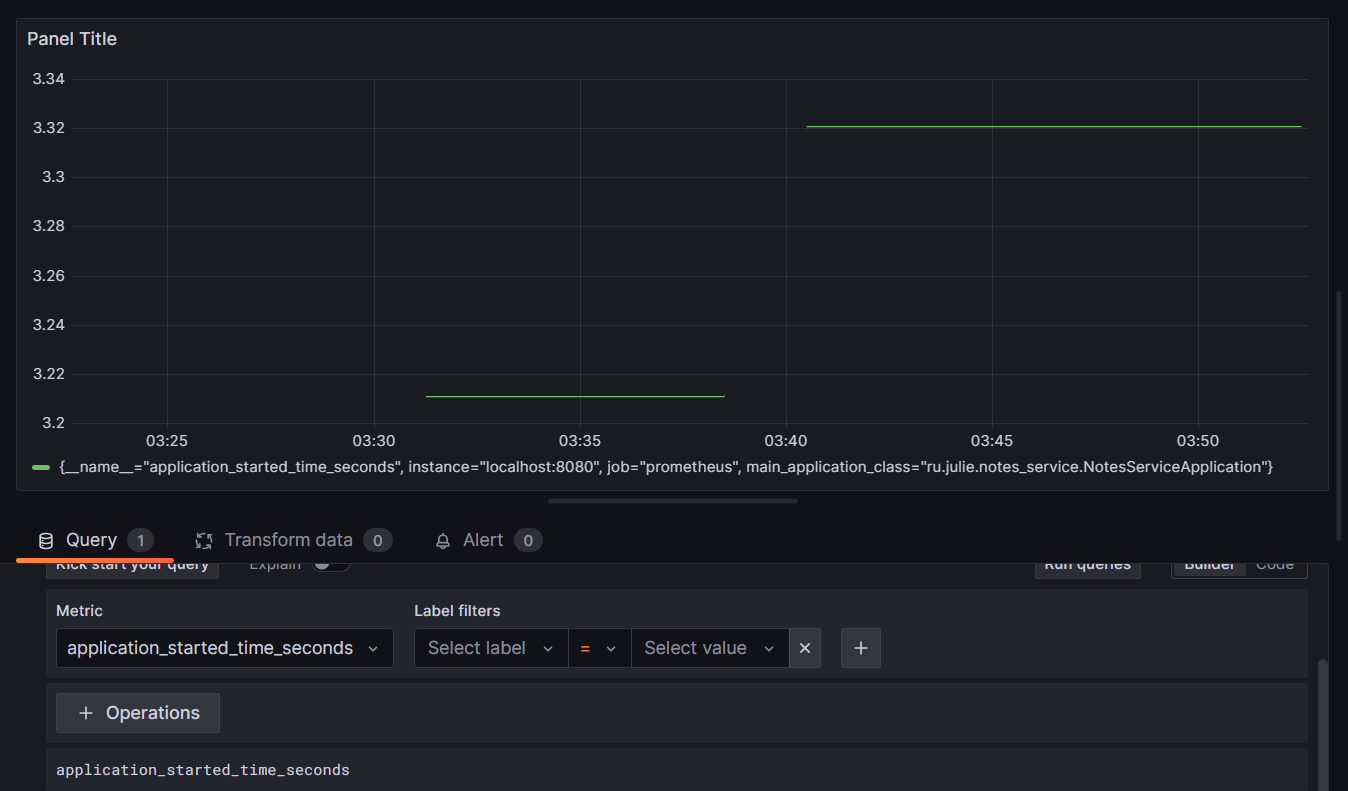 Panel Title
3.34
3.32
3.3
3.28
3.26
3.24
3.22
3.2
03:25 03:30 03:35 03:40 03:45 03:50
{__name__="application_started_time_seconds", instance="localhost:8080", job="prometheus", main_application_class="ru.julie.notes_service.NotesServiceApplication"}
Query 1 Transform data 0 Alert 0
Kick start your query Explain Run queries Builder Code
Metric Label filters
application_started_time_seconds Select label = Select value
+ Operations
application_started_time_seconds